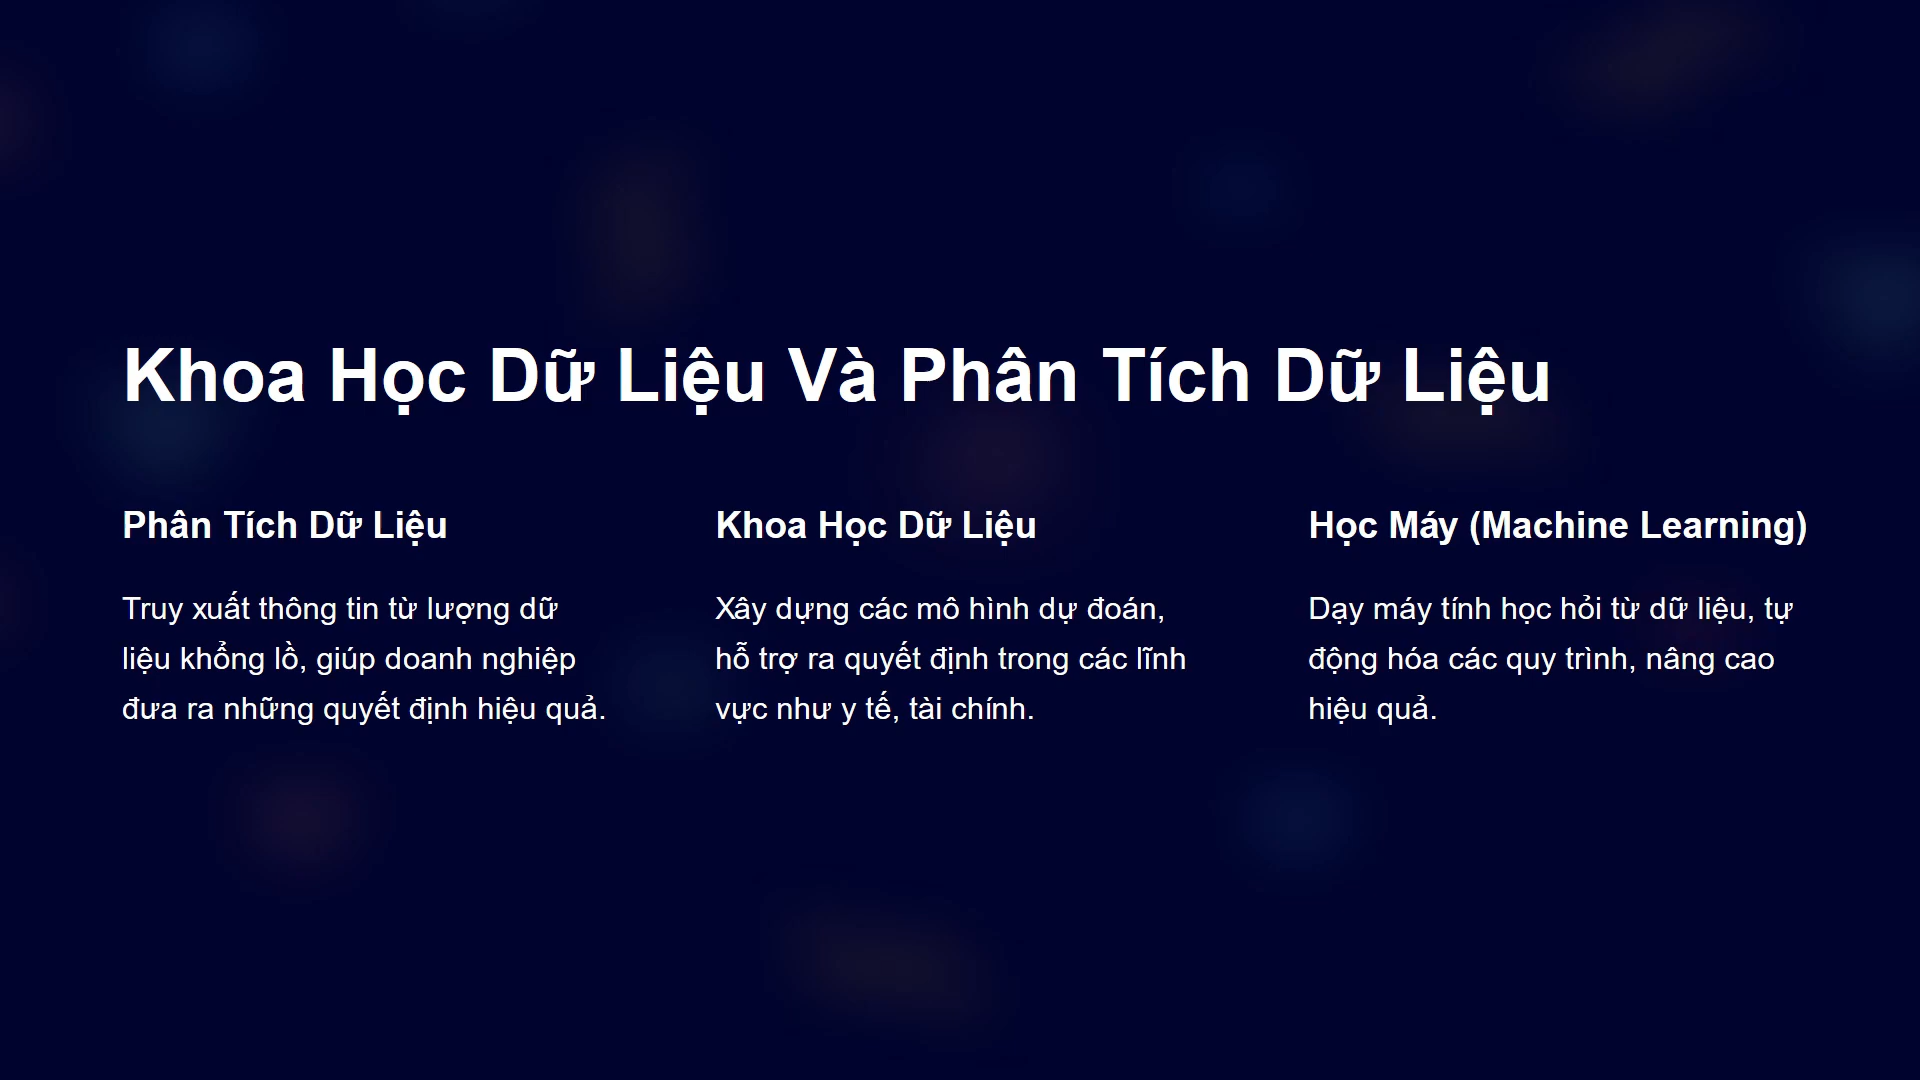 Khoa Học Dữ Liệu Và Phân Tích Dữ Liệu
Phân Tích Dữ Liệu
Truy xuất thông tin từ lượng dữ
liệu khổng lồ, giúp doanh nghiệp
đưa ra những quyết định hiệu quả.
Khoa Học Dữ Liệu
Xây dựng các mô hình dự đoán,
hỗ trợ ra quyết định trong các lĩnh
vực như y tế, tài chính.
Học Máy (Machine Learning)
Dạy máy tính học hỏi từ dữ liệu, tự
động hóa các quy trình, nâng cao
hiệu quả.